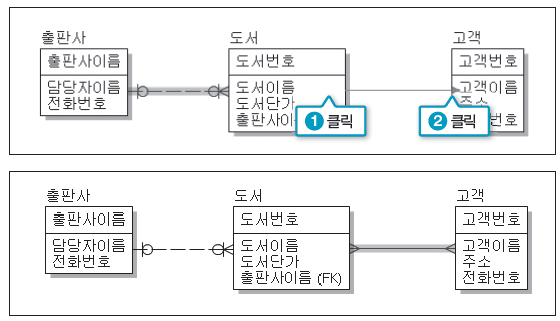 출판사
도서
고객
출판사이름
도서번호
고객번호
담당자이름
도서이름
고객이름
전화번호
도서단가
주소
출판사이
1 클릭
2 클릭
번호
출판사
도서
고객
출판사이름
도서번호
고객번호
담당자이름
도서이름
고객이름
전화번호
도서단가
주소
출판사이름 (FK)
전화번호